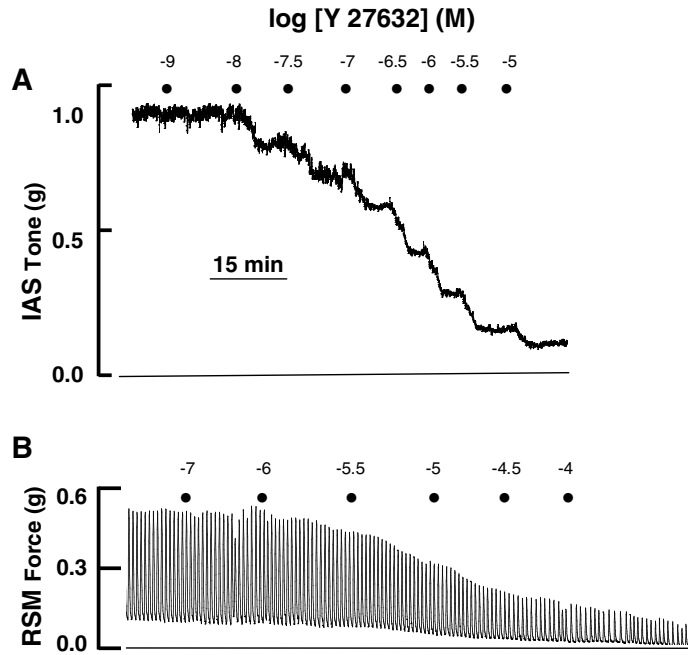 log [Y 27632] (M)
-9 -8 -7.5 -7 -6.5 -6 -5.5 -5
A
1.0
0.5
0.0
IAS Tone (g)
15 min
B
-7 -6 -5.5 -5 -4.5 -4
0.6
0.3
0.0
RSM Force (g)